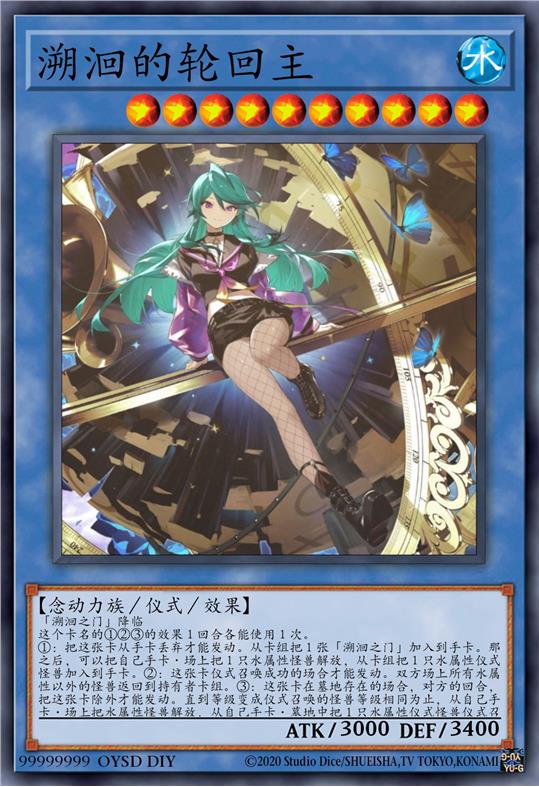 溯洄的轮回主
水
【念动力族／仪式／效果】
「溯洄之门」降临
这个卡名的①②③的效果1回合各能使用1次。
①：把这张卡从手卡丢弃才能发动。从卡组把1张「溯洄之门」加入到手卡。那
之后，可以把自己手卡・场上把1只水属性怪兽解放，从卡组把1只水属性仪式
怪兽加入到手卡。②：这张卡仪式召唤成功的场合才能发动。双方场上所有水属
性以外的怪兽返回到持有者卡组。③：这张卡在墓地存在的场合，对方的回合，
把这张卡除外才能发动。直到等级变成仪式召唤的怪兽等级相同为止，从自己手
卡・场上把水属性怪兽解放，从自己手卡・墓地中把1只水属性仪式怪兽仪式召
ATK/3000 DEF/3400
99999999 OYSD DIY
©2020 Studio Dice/SHUEISHA,TV TOKYO,KONAMI
90
105
120